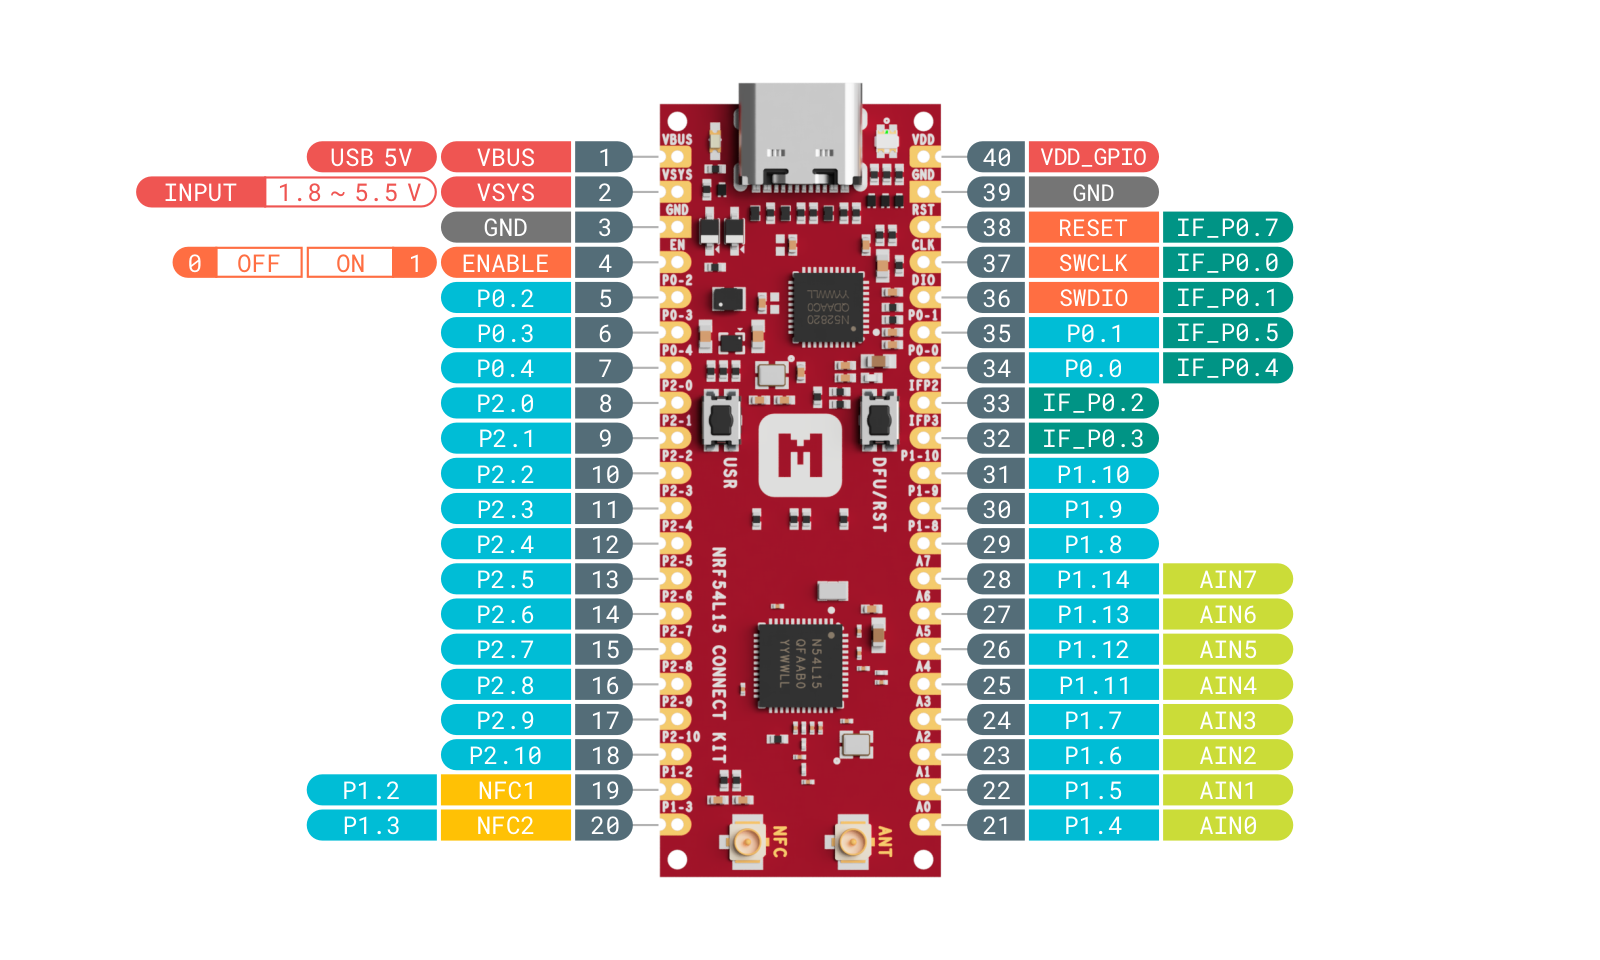 USB 5V VBUS 1
INPUT 1.8 ~ 5.5 V VSYS 2
GND 3
0 OFF ON 1 ENABLE 4
P0.2 5
P0.3 6
P0.4 7
P2.0 8
P2.1 9
P2.2 10
P2.3 11
P2.4 12
P2.5 13
P2.6 14
P2.7 15
P2.8 16
P2.9 17
P2.10 18
P1.2 NFC1 19
P1.3 NFC2 20
VBUS
VSYS
GND
EN
P0-2
P0-3
P0-4
P2-0
P2-1
P2-2
P2-3
P2-4
P2-5
P2-6
P2-7
P2-8
P2-9
P2-10
P1-2
P1-3
N52820
QDAAC0
YYWWLL
USR
DFU/RST
M
NRF54L15 CONNECT KIT
N54L15
QFAAB0
YYWWLL
NFC
ANT
VDD
GND
RST
CLK
DIO
P0-1
P0-0
IFP2
IFP3
P1-10
P1-9
P1-8
A7
A6
A5
A4
A3
A2
A1
A0
40 VDD_GPIO
39 GND
38 RESET IF_P0.7
37 SWCLK IF_P0.0
36 SWDIO IF_P0.1
35 P0.1 IF_P0.5
34 P0.0 IF_P0.4
33 IF_P0.2
32 IF_P0.3
31 P1.10
30 P1.9
29 P1.8
28 P1.14 AIN7
27 P1.13 AIN6
26 P1.12 AIN5
25 P1.11 AIN4
24 P1.7 AIN3
23 P1.6 AIN2
22 P1.5 AIN1
21 P1.4 AIN0